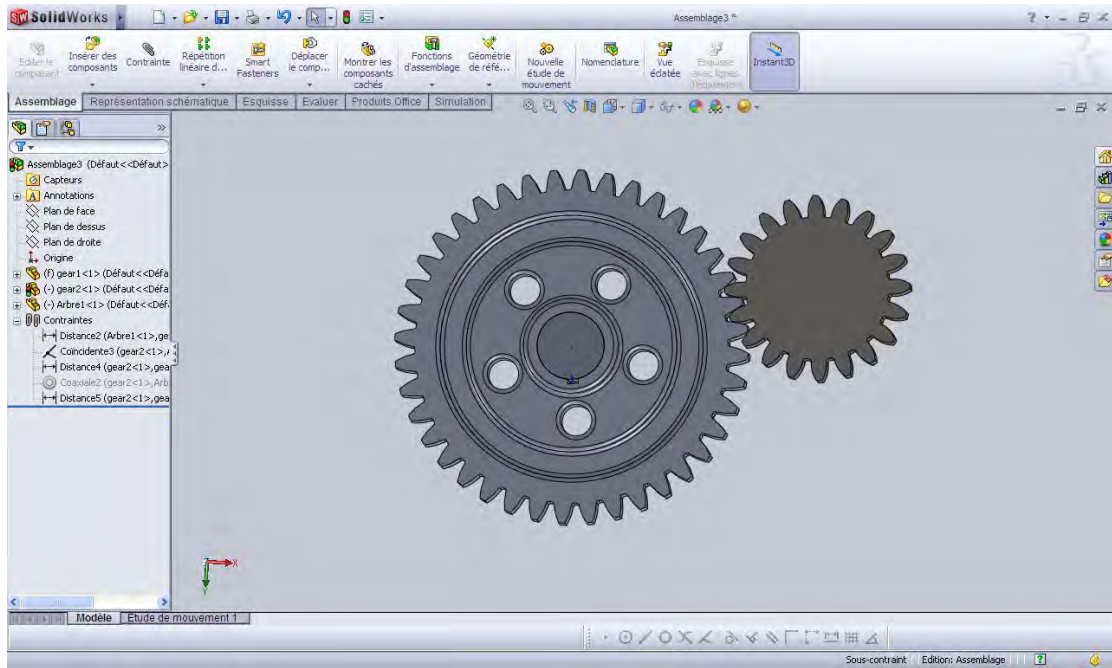 SolidWorks
Assemblage3 *
Editer le composant
Insérer des composants
Contrainte
Répétition linéaire d...
Smart Fasteners
Déplacer le comp...
Montrer les composants cachés
Fonctions d'assemblage
Géométrie de réfé...
Nouvelle étude de mouvement
Nomenclature
Vue éclatée
Esquisse avec lignes d'éclatement
Instant3D
Assemblage Représentation schématique Esquisse Evaluer Produits Office Simulation
Assemblage3 (Défaut<<Défaut>
Capteurs
Annotations
Plan de face
Plan de dessus
Plan de droite
Origine
(f) gear1<1> (Défaut<<Défa
(-) gear2<1> (Défaut<<Défa
(-) Arbre1<1> (Défaut<<Déf
Contraintes
Distance2 (Arbre1<1>,ge
Coïncidente3 (gear2<1>,
Distance4 (gear2<1>,gea
Coaxiale2 (gear2<1>,Arb
Distance5 (gear2<1>,gea
Z X
Y
Modèle Etude de mouvement 1
Sous-contraint Edition: Assemblage